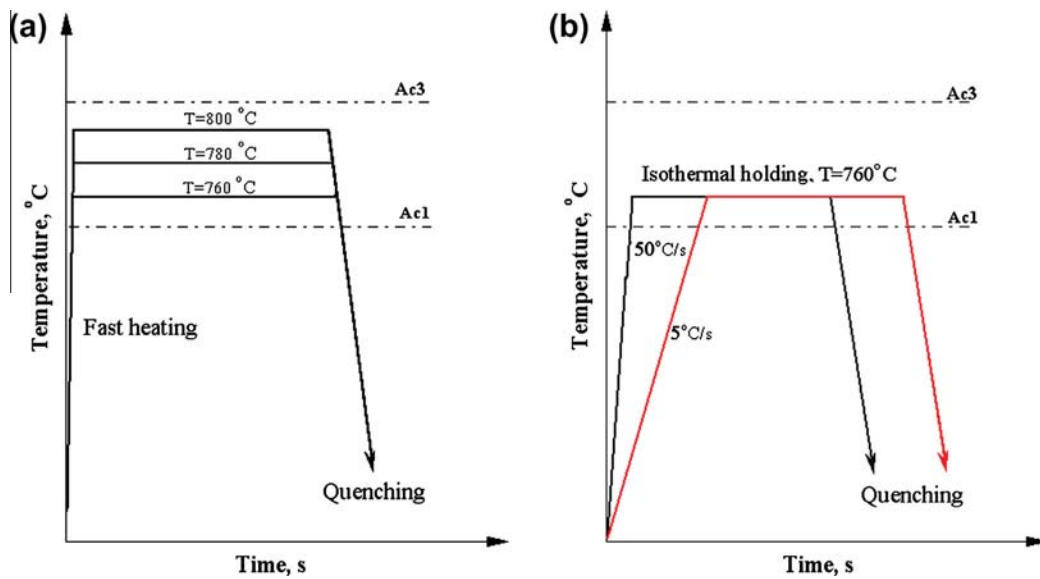 (a)
Temperature, °C
Ac3
T=800 °C
T=780 °C
T=760 °C
Ac1
Fast heating
Quenching
Time, s
(b)
Temperature, °C
Ac3
Isothermal holding, T=760°C
Ac1
50°C/s
5°C/s
Quenching
Time, s